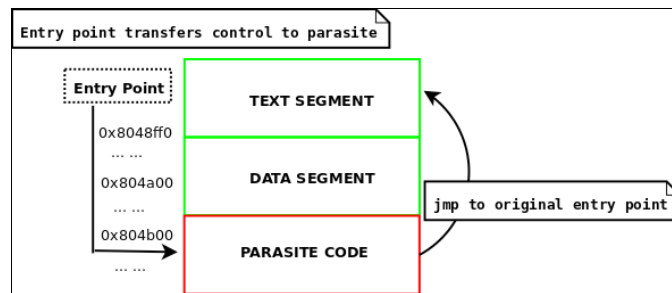 Entry point transfers control to parasite
Entry Point
TEXT SEGMENT
0x8048ff0
... ...
0x804a00
DATA SEGMENT
... ...
jmp to original entry point
0x804b00
PARASITE CODE
... ...